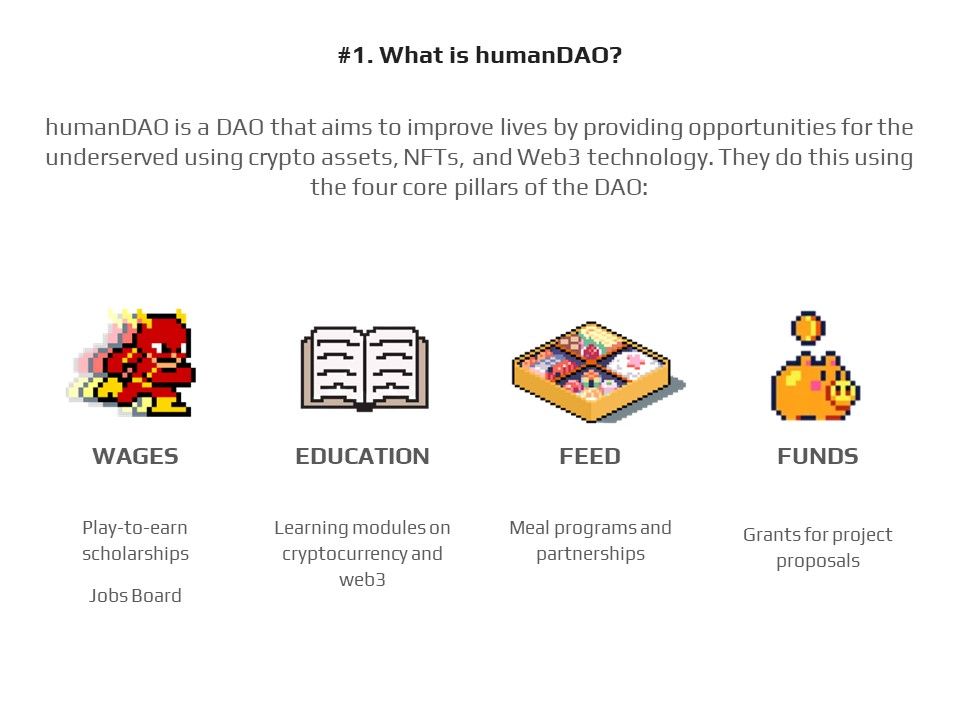 #1. What is humanDAO?
humanDAO is a DAO that aims to improve lives by providing opportunities for the
underserved using crypto assets, NFTs, and Web3 technology. They do this using
the four core pillars of the DAO:
WAGES
EDUCATION
FEED
FUNDS
Play-to-earn
scholarships
Jobs Board
Learning modules on
cryptocurrency and
web3
Meal programs and
partnerships
Grants for project
proposals